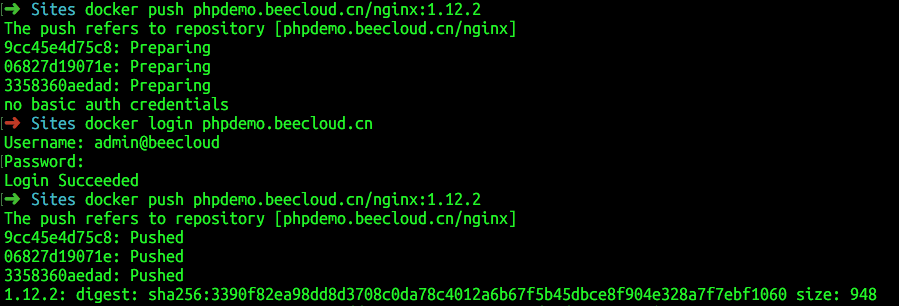 ➜ Sites docker push phpdemo.beecloud.cn/nginx:1.12.2
The push refers to repository [phpdemo.beecloud.cn/nginx]
9cc45e4d75c8: Preparing
06827d19071e: Preparing
3358360aedad: Preparing
no basic auth credentials
➜ Sites docker login phpdemo.beecloud.cn
Username: admin@beecloud
Password:
Login Succeeded
➜ Sites docker push phpdemo.beecloud.cn/nginx:1.12.2
The push refers to repository [phpdemo.beecloud.cn/nginx]
9cc45e4d75c8: Pushed
06827d19071e: Pushed
3358360aedad: Pushed
1.12.2: digest: sha256:3390f82ea98dd8d3708c0da78c4012a6b67f5b45dbce8f904e328a7f7ebf1060 size: 948